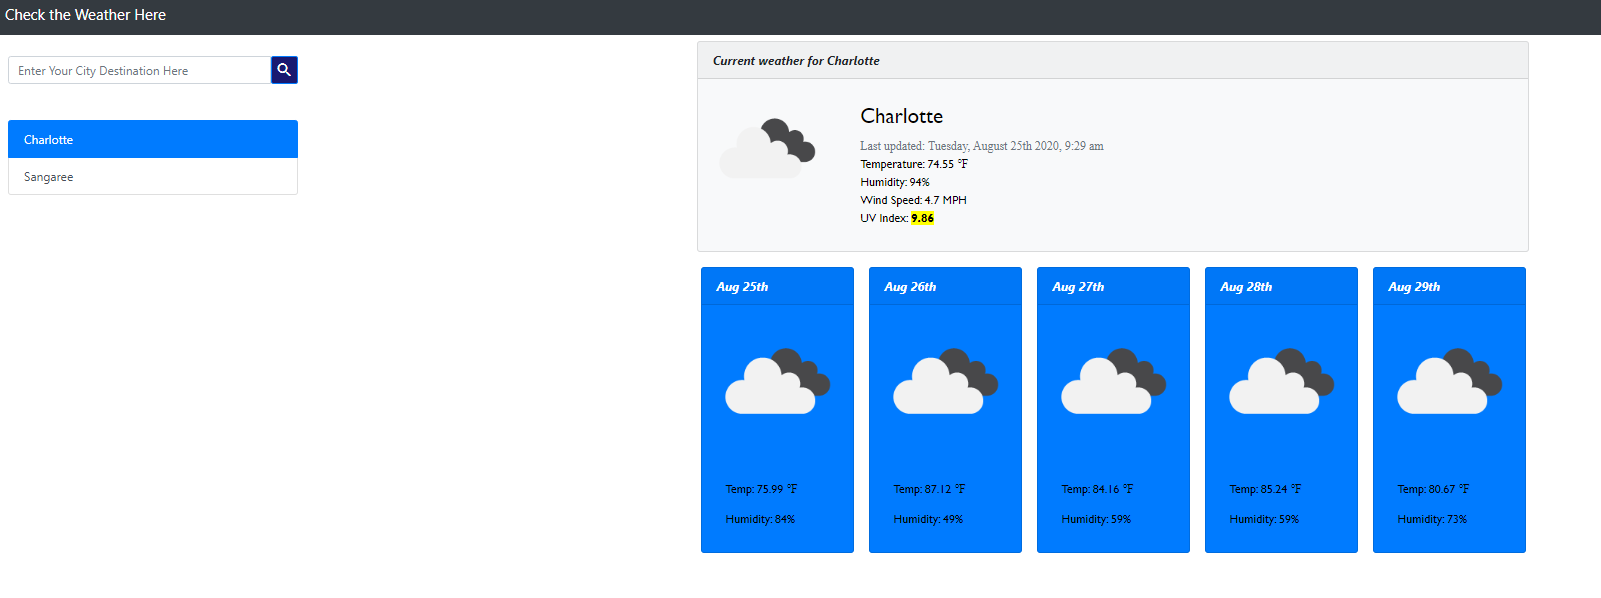 Check the Weather Here
Enter Your City Destination Here
Charlotte
Sangaree
Current weather for Charlotte
Charlotte
Last updated: Tuesday, August 25th 2020, 9:29 am
Temperature: 74.55 °F
Humidity: 94%
Wind Speed: 4.7 MPH
UV Index: 9.86
Aug 25th
Temp: 75.99 °F
Humidity: 84%
Aug 26th
Temp: 87.12 °F
Humidity: 49%
Aug 27th
Temp: 84.16 °F
Humidity: 59%
Aug 28th
Temp: 85.24 °F
Humidity: 59%
Aug 29th
Temp: 80.67 °F
Humidity: 73%